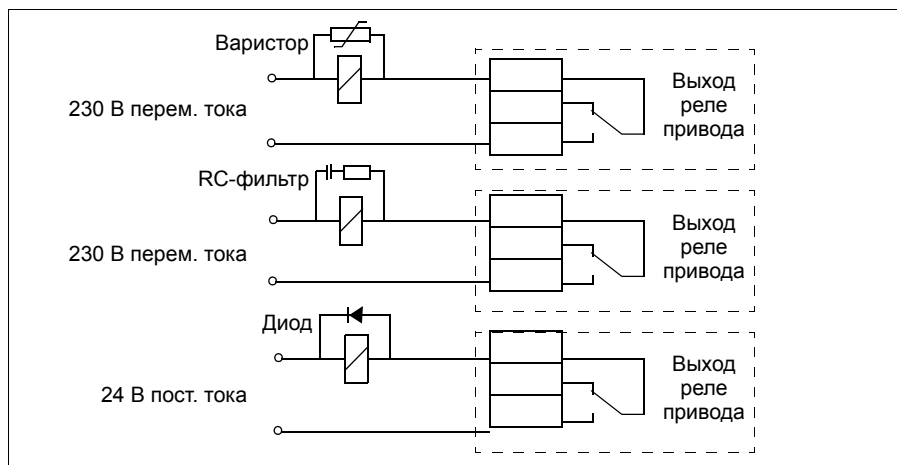 Варистор
230 В перем. тока
Выход
реле
привода
RC-фильтр
230 В перем. тока
Выход
реле
привода
Диод
24 В пост. тока
Выход
реле
привода